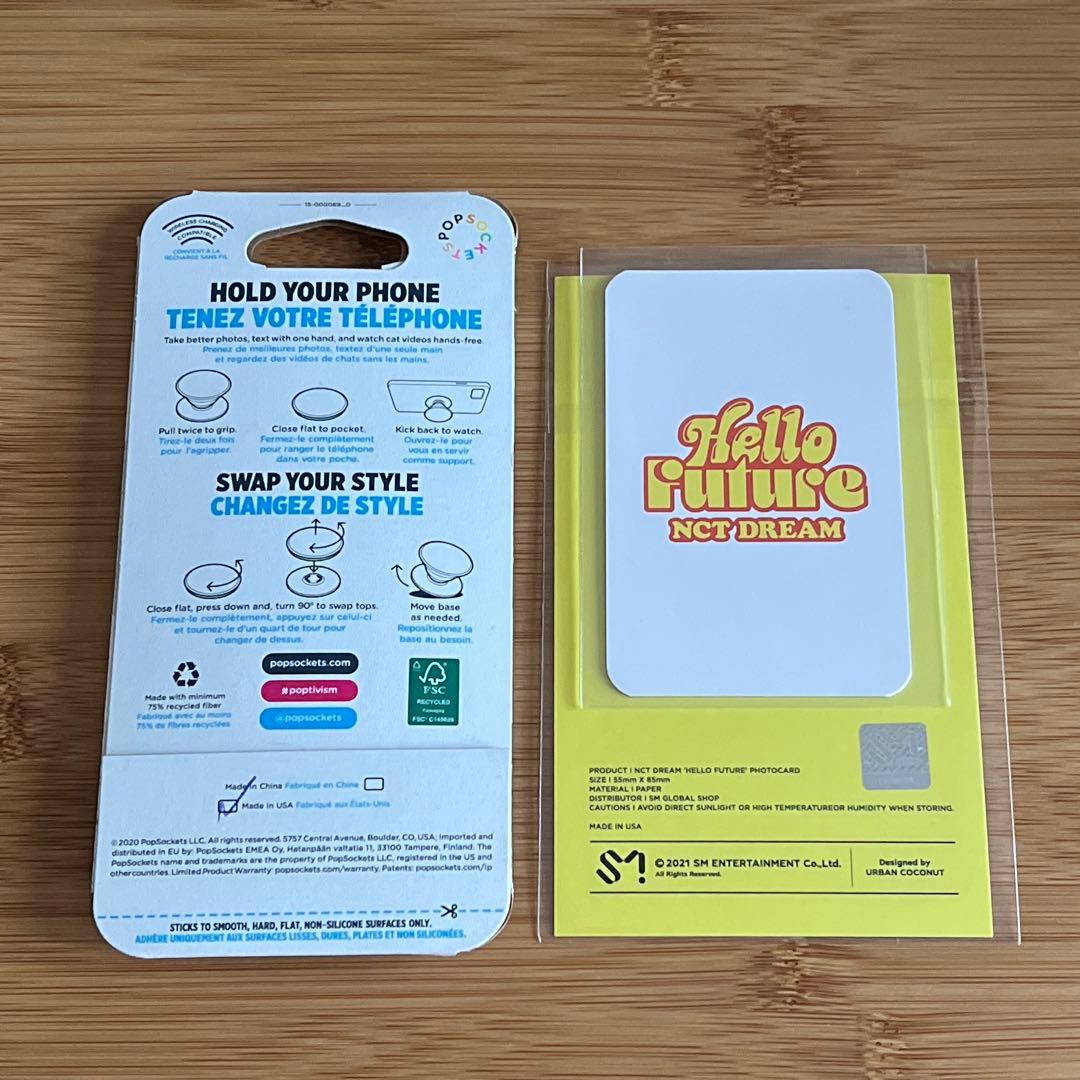 15-000089_D
WIRELESS CHARGING
COMPATIBLE
CONVIENT À LA
RECHARGE SANS FIL
POPSOCKETS
HOLD YOUR PHONE
TENEZ VOTRE TÉLÉPHONE
Take better photos, text with one hand, and watch cat videos hands-free.
Prenez de meilleures photos, textez d'une seule main
et regardez des vidéos de chats sans les mains.
Pull twice to grip.
Tirez-le deux fois
pour l'agripper.
Close flat to pocket.
Fermez-le complètement
pour ranger le téléphone
dans votre poche.
Kick back to watch.
Ouvrez-le pour
vous en servir
comme support.
SWAP YOUR STYLE
CHANGEZ DE STYLE
Close flat, press down and, turn 90° to swap tops.
Fermez-le complètement, appuyez sur celui-ci
et tournez-le d'un quart de tour pour
changer de dessus.
Move base
as needed.
Repositionnez la
base au besoin.
Made with minimum
75% recycled fiber
Fabriqué avec au moins
75% de fibres recyclées
popsockets.com
#poptivism
@popsockets
FSC
RECYCLED
Packaging
Made in China Fabriqué en Chine
Made in USA Fabriqué aux États-Unis
©2020 PopSockets LLC. All rights reserved. 5757 Central Avenue, Boulder, CO, USA; Imported and
distributed in EU by: PopSockets EMEA Oy, Hatanpään valtatie 11, 33100 Tampere, Finland. The
PopSockets name and trademarks are the property of PopSockets LLC, registered in the US and
othercountries. Limited Product Warranty: popsockets.com/warranty. Patents: popsockets.com/ip
STICKS TO SMOOTH, HARD, FLAT, NON-SILICONE SURFACES ONLY.
ADHÈRE UNIQUEMENT AUX SURFACES LISSES, DURES, PLATES ET NON SILICONÉES.
Hello
Future
NCT DREAM
PRODUCT | NCT DREAM 'HELLO FUTURE' PHOTOCARD
SIZE | 55mm X 85mm
MATERIAL | PAPER
DISTRIBUTOR | SM GLOBAL SHOP
CAUTIONS | AVOID DIRECT SUNLIGHT OR HIGH TEMPERATUREOR HUMIDITY WHEN STORING.
MADE IN USA
SM!
© 2021 SM ENTERTAINMENT Co.,Ltd.
All Rights Reserved.
Designed by
URBAN COCONUT